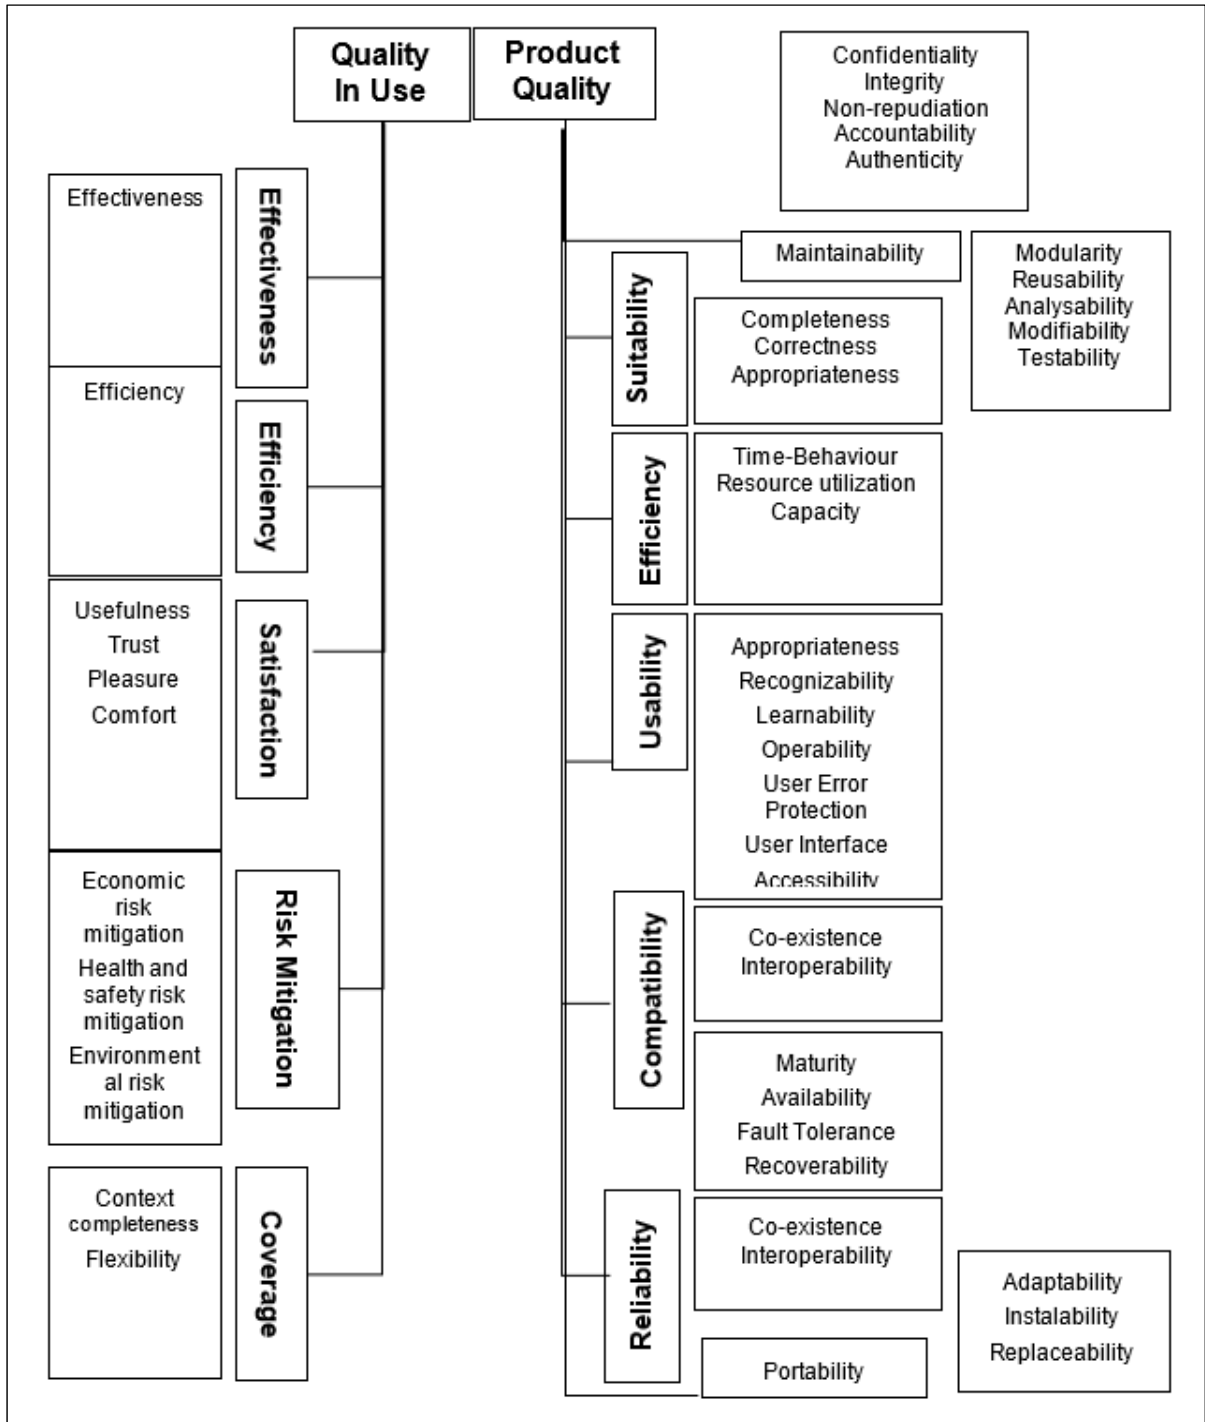 Quality
In Use
Product
Quality
Confidentiality
Integrity
Non-repudiation
Accountability
Authenticity
Effectiveness
Effectiveness
Maintainability
Modularity
Reusability
Analysability
Modifiability
Testability
Suitability
Completeness
Correctness
Appropriateness
Efficiency
Efficiency
Efficiency
Time-Behaviour
Resource utilization
Capacity
Usefulness
Trust
Pleasure
Comfort
Satisfaction
Usability
Appropriateness
Recognizability
Learnability
Operability
User Error
Protection
User Interface
Accessibility
Economic
risk
mitigation
Health and
safety risk
mitigation
Environment
al risk
mitigation
Risk Mitigation
Compatibility
Co-existence
Interoperability
Maturity
Availability
Fault Tolerance
Recoverability
Context
completeness
Flexibility
Coverage
Reliability
Co-existence
Interoperability
Adaptability
Instalability
Replaceability
Portability